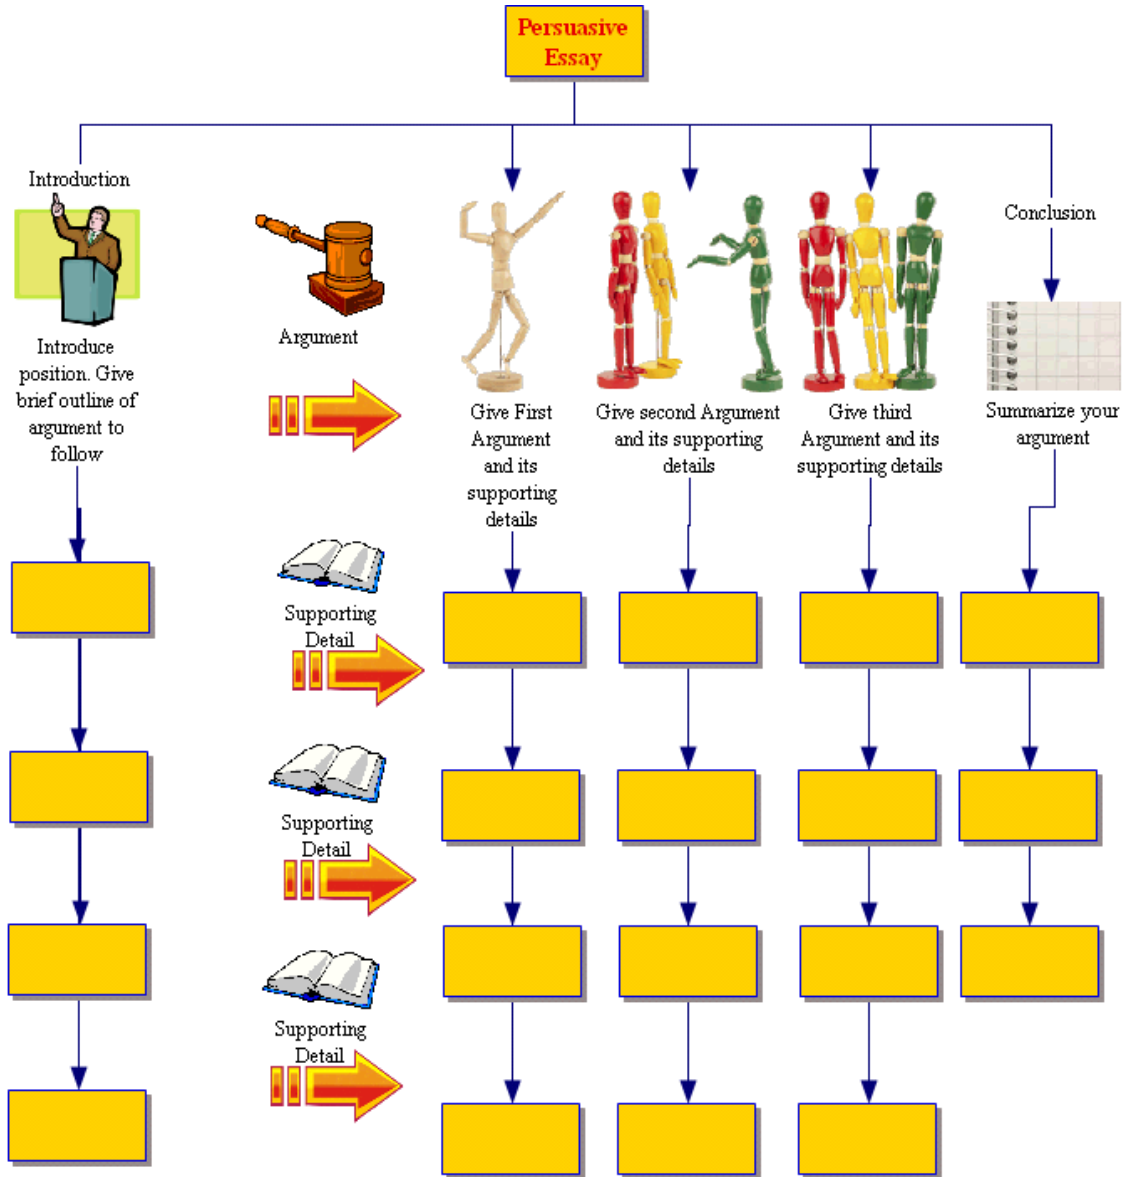 Persuasive
Essay
Introduction
Introduce
position. Give
brief outline of
argument to
follow
Argument
Give First
Argument
and its
supporting
details
Give second Argument
and its supporting
details
Give third
Argument and its
supporting details
Conclusion
Summarize your
argument
Supporting
Detail
Supporting
Detail
Supporting
Detail